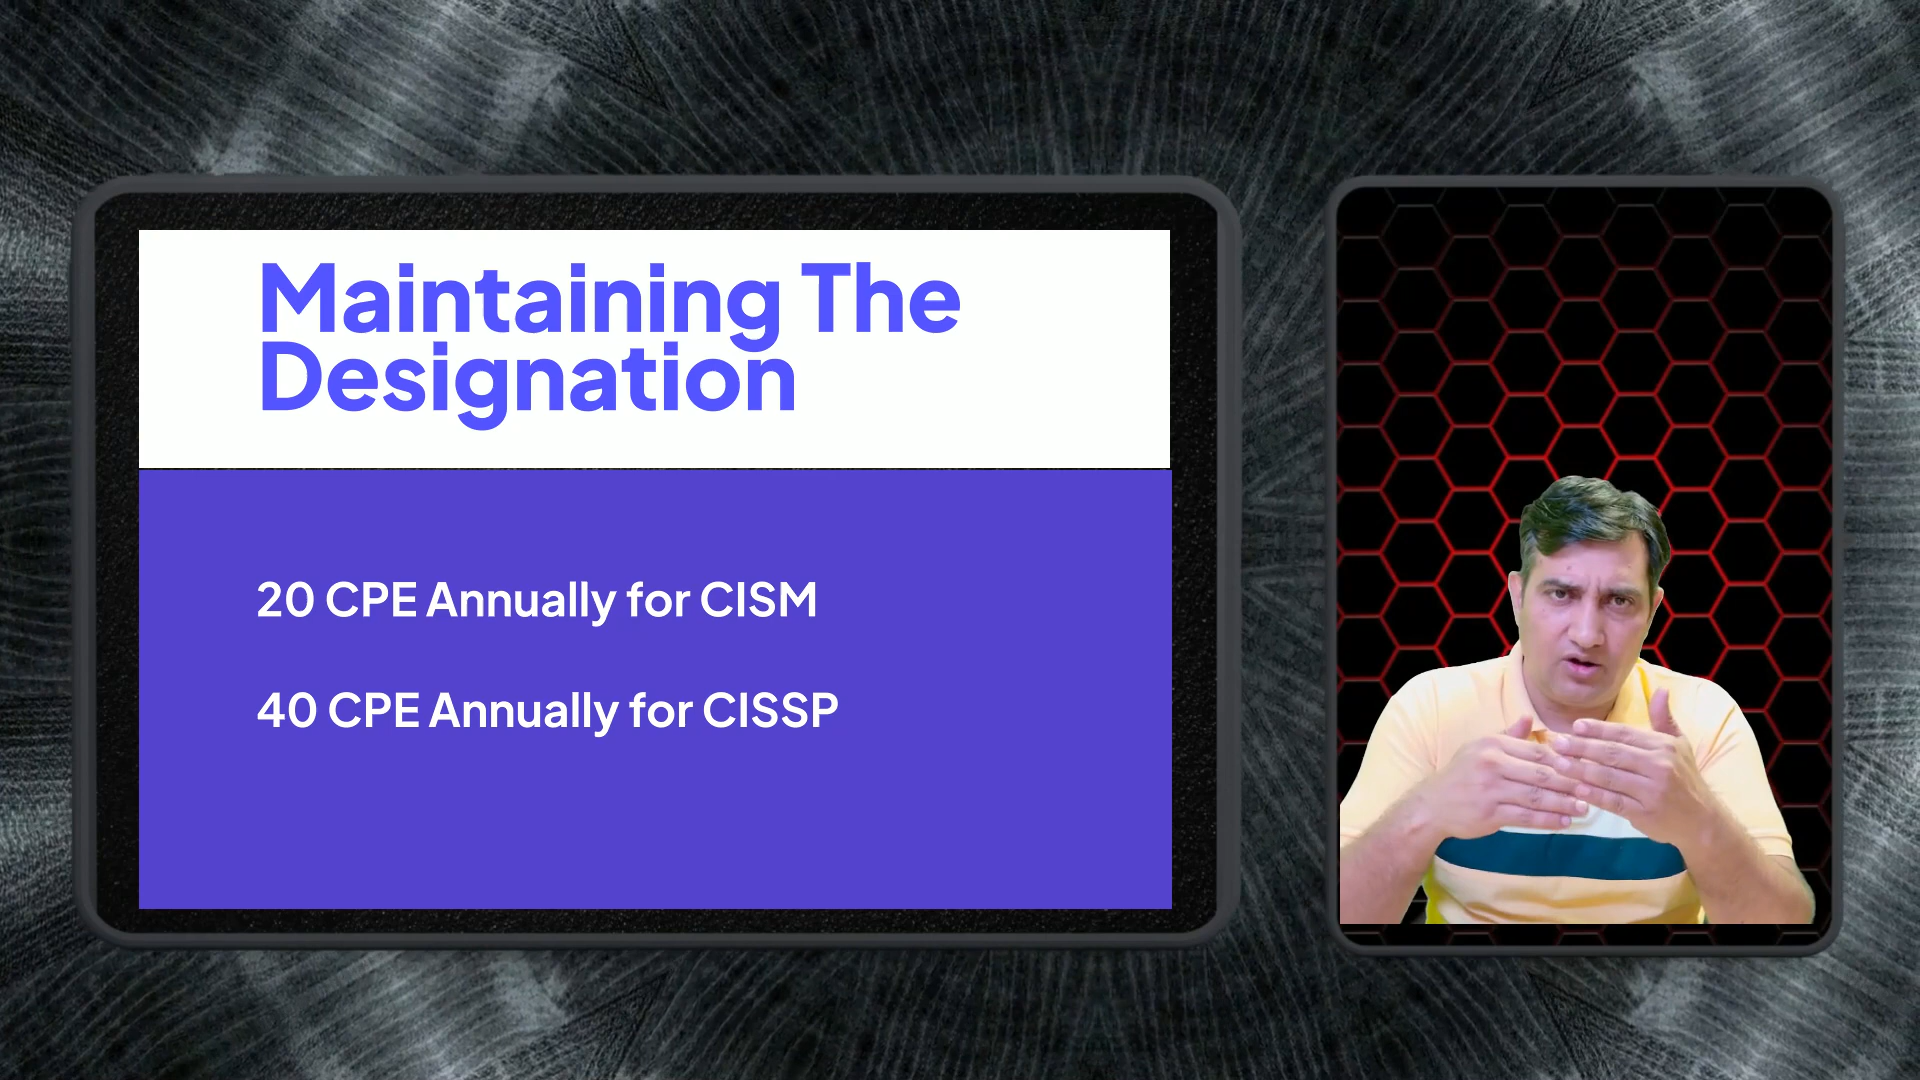 Maintaining The
Designation
20 CPE Annually for CISM
40 CPE Annually for CISSP